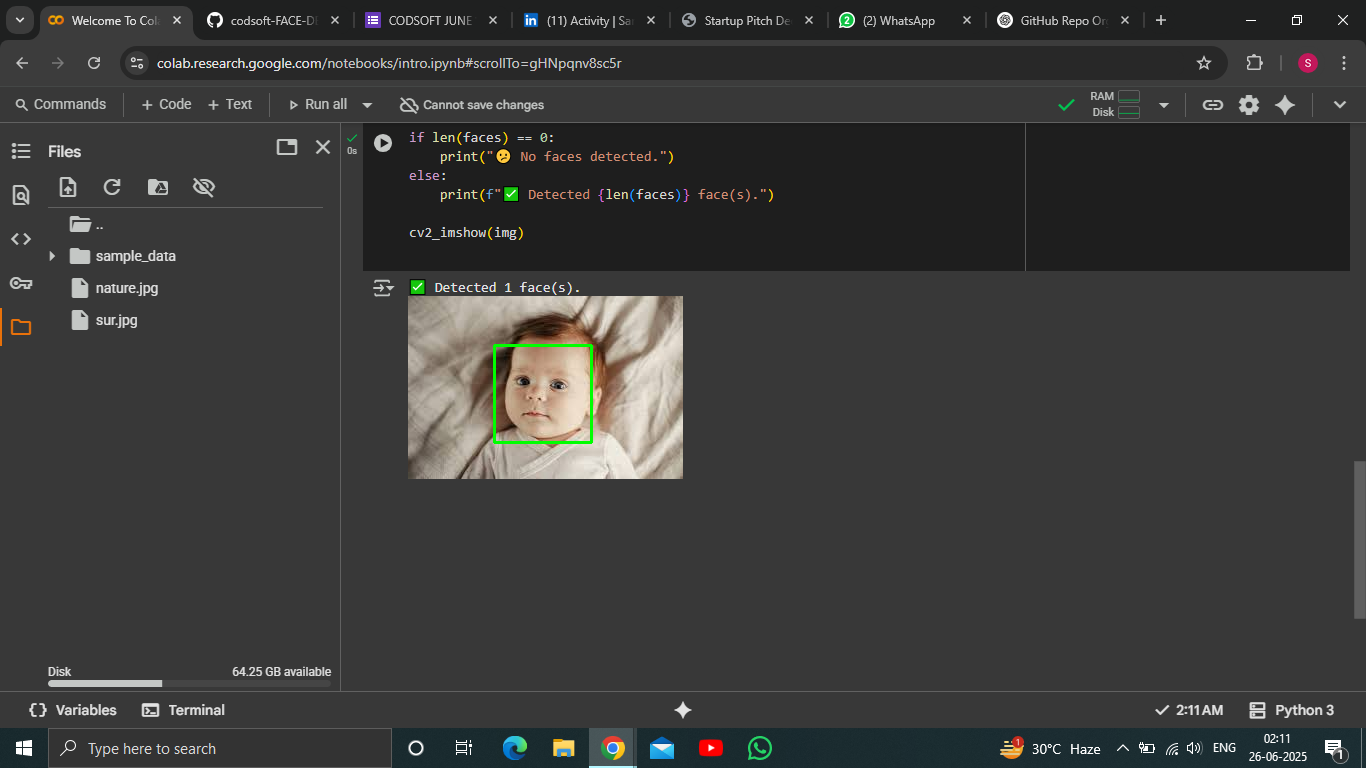 Welcome To Cola
codsoft-FACE-DE
CODSOFT JUNE
(11) Activity | Sa
Startup Pitch De
(2) WhatsApp
GitHub Repo Or
colab.research.google.com/notebooks/intro.ipynb#scrollTo=gHNpqnv8sc5r
S
Commands
+ Code
+ Text
Run all
Cannot save changes
RAM
Disk
Files
..
sample_data
nature.jpg
sur.jpg
Disk
64.25 GB available
0s
if len(faces) == 0:
print("😕 No faces detected.")
else:
print(f"✅ Detected {len(faces)} face(s).")
cv2_imshow(img)
✅ Detected 1 face(s).
Variables
Terminal
2:11 AM
Python 3
Type here to search
1
30°C Haze
ENG
02:11
26-06-2025
1